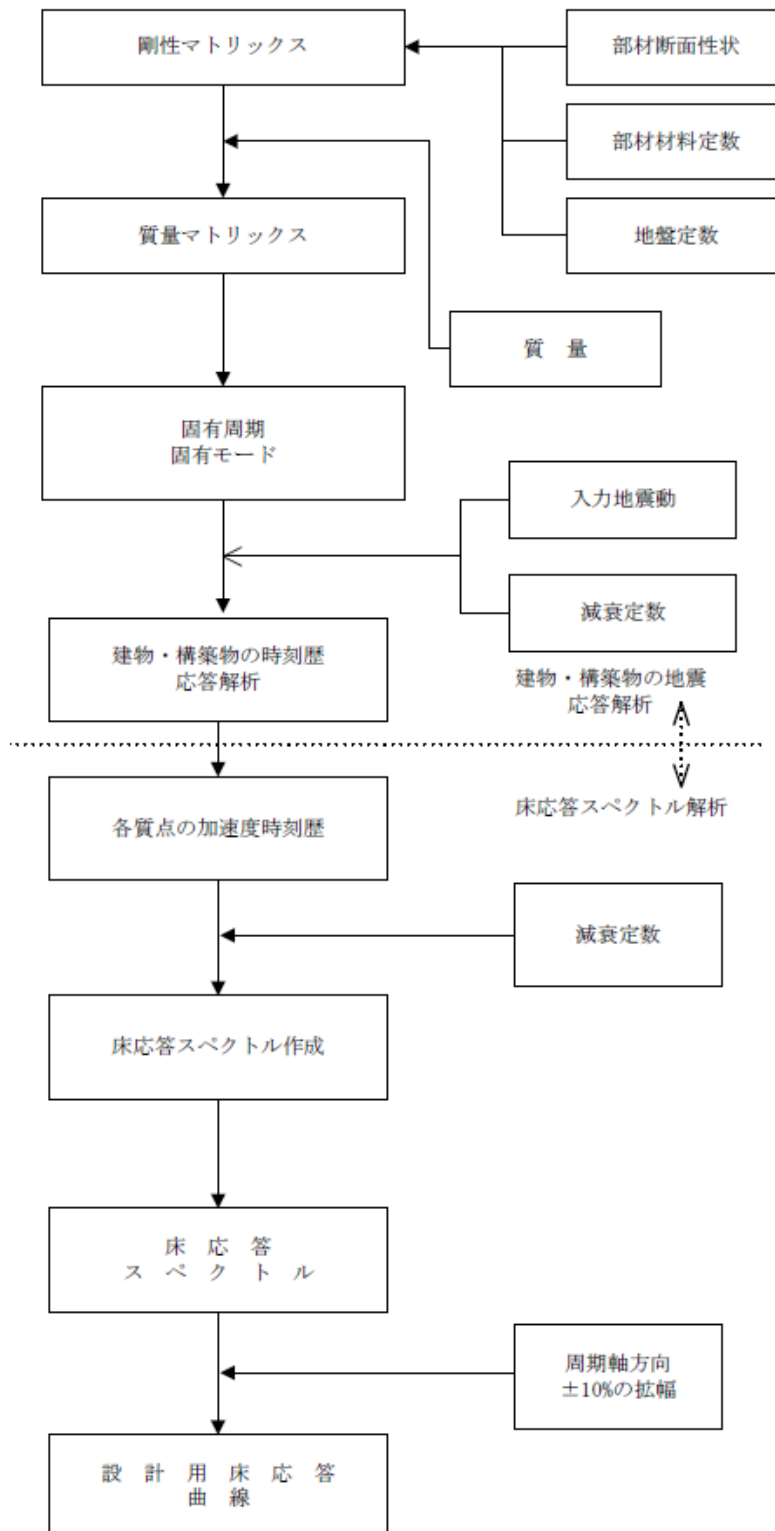 剛性マトリックス
部材断面性状
部材材料定数
質量マトリックス
地盤定数
質　量
固有周期
固有モード
入力地震動
減衰定数
建物・構築物の時刻歴
応答解析
建物・構築物の地震
応答解析
床応答スペクトル解析
各質点の加速度時刻歴
減衰定数
床応答スペクトル作成
床　応　答
ス　ペ　ク　ト　ル
周期軸方向
±10%の拡幅
設　計　用　床　応　答
曲　線